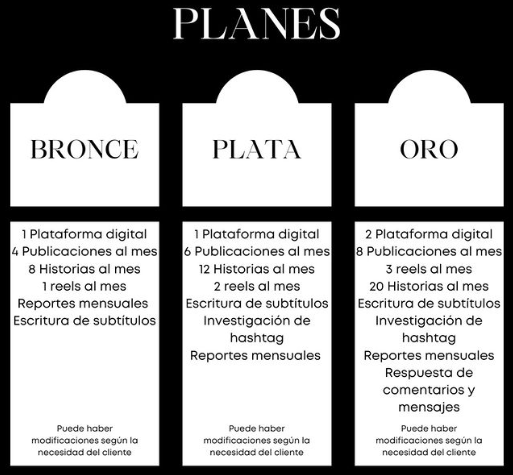 PLANES
BRONCE
1 Plataforma digital
4 Publicaciones al mes
8 Historias al mes
1 reels al mes
Reportes mensuales
Escritura de subtítulos
Puede haber
modificaciones según la
necesidad del cliente
PLATA
1 Plataforma digital
6 Publicaciones al mes
12 Historias al mes
2 reels al mes
Escritura de subtítulos
Investigación de
hashtag
Reportes mensuales
Puede haber
modificaciones según la
necesidad del cliente
ORO
2 Plataforma digital
8 Publicaciones al mes
3 reels al mes
20 Historias al mes
Escritura de subtítulos
Investigación de
hashtag
Reportes mensuales
Respuesta de
comentarios y
mensajes
Puede haber
modificaciones según la
necesidad del cliente